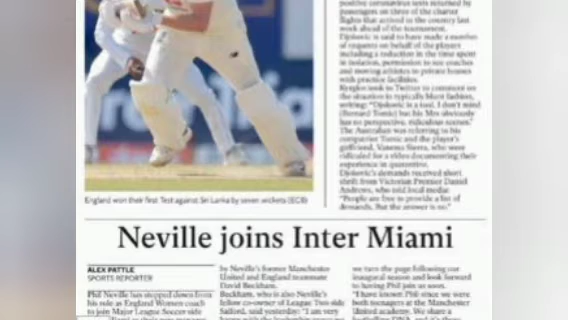 positive coronavirus tests returned by
passengers on three of the charter
flights that arrived in the country last
week ahead of the tournament.
Djokovic is said to have made a number
of requests on behalf of the players
including a reduction in the time spent
in isolation, permission to see coaches
and moving athletes to private houses
with practice facilities.
Kyrgios took to Twitter to comment on
the situation in typically blunt fashion,
writing: "Djokovic is a tool. I don't mind
(Bernard Tomic) but his Mrs obviously
has no perspective, ridiculous scenes."
The Australian was referring to his
compatriot Tomic and the player's
girlfriend, Vanessa Sierra, who were
ridiculed for a video documenting their
experience in quarantine.
Djokovic's demands received short
shrift from Victorian Premier Daniel
Andrews, who told local media:
"People are free to provide a list of
demands. But the answer is no."
England won their first Test against Sri Lanka by seven wickets (ECB)
Neville joins Inter Miami
ALEX PATTLE
SPORTS REPORTER
Phil Neville has stepped down from
his role as England Women coach
to join Major League Soccer side
by Neville's former Manchester
United and England teammate
David Beckham.
Beckham, who is also Neville's
fellow co-owner of League Two side
Salford, said yesterday: "I am very
we turn the page following our
inaugural season and look forward
to having Phil join us soon.
"I have known Phil since we were
both teenagers at the Manchester
United academy. We share a